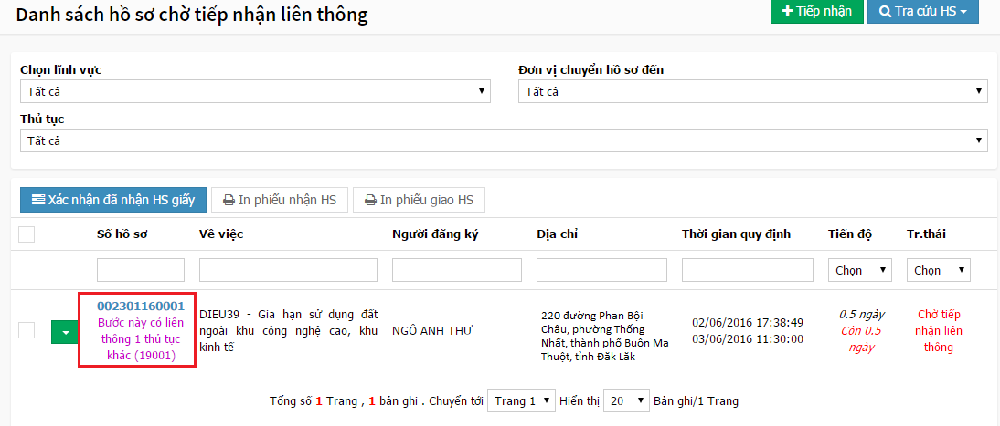 Danh sách hồ sơ chờ tiếp nhận liên thông
Tiếp nhận
Tra cứu HS
Chọn lĩnh vực
Đơn vị chuyển hồ sơ đến
Tất cả
Tất cả
Thủ tục
Tất cả
Xác nhận đã nhận HS giấy
In phiếu nhận HS
In phiếu giao HS
Số hồ sơ
Về việc
Người đăng ký
Địa chỉ
Thời gian quy định
Tiến độ
Tr.thái
Chọn
Chọn
002301160001
Bước này có liên
thông 1 thủ tục
khác (19001)
DIEU39 - Gia hạn sử dụng đất
ngoài khu công nghệ cao, khu
kinh tế
NGÔ ANH THƯ
220 đường Phan Bội
Châu, phường Thống
Nhất, thành phố Buôn Ma
Thuột, tỉnh Đăk Lăk
02/06/2016 17:38:49
03/06/2016 11:30:00
0.5 ngày
Còn 0.5
ngày
Chờ tiếp
nhận liên
thông
Tổng số 1 Trang , 1 bản ghi . Chuyển tới Trang 1 Hiển thị 20 Bản ghi/1 Trang